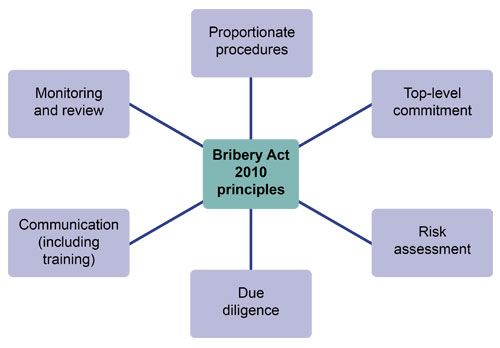 Proportionate
procedures
Monitoring
and review
Top-level
commitment
Bribery Act
2010
principles
Communication
(including
training)
Risk
assessment
Due
diligence